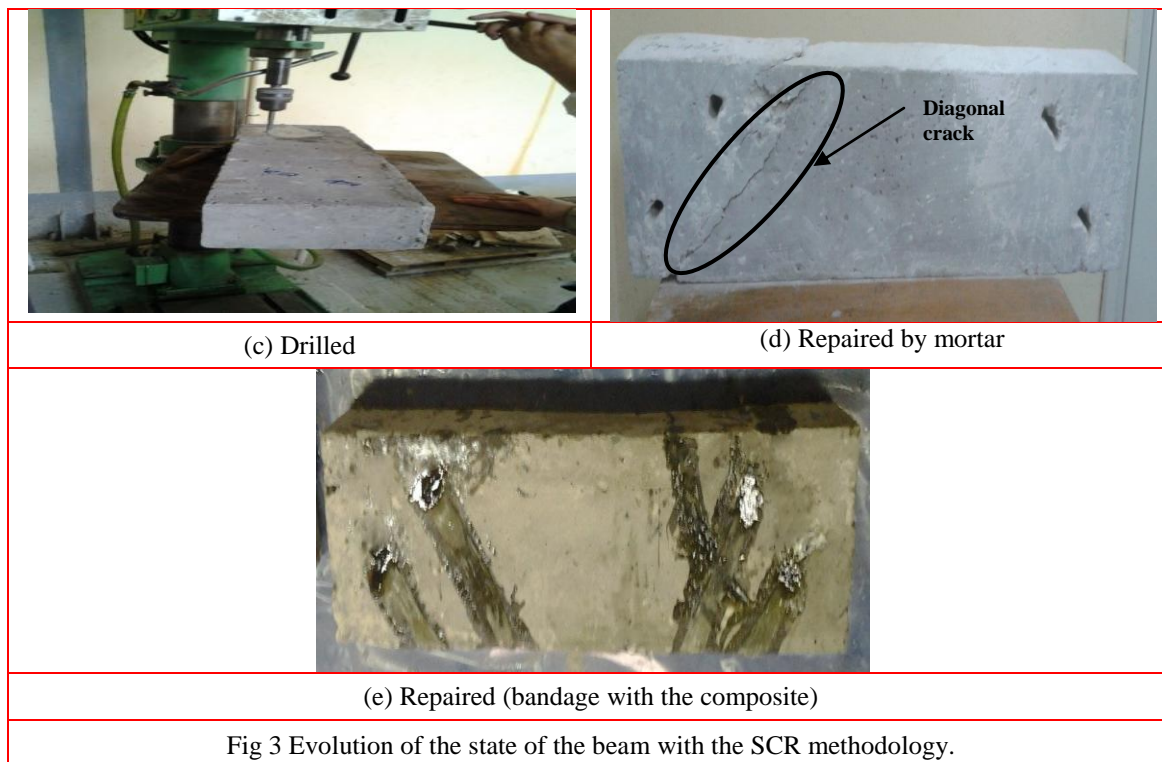 Diagonal
crack
(c) Drilled
(d) Repaired by mortar
(e) Repaired (bandage with the composite)
Fig 3 Evolution of the state of the beam with the SCR methodology.